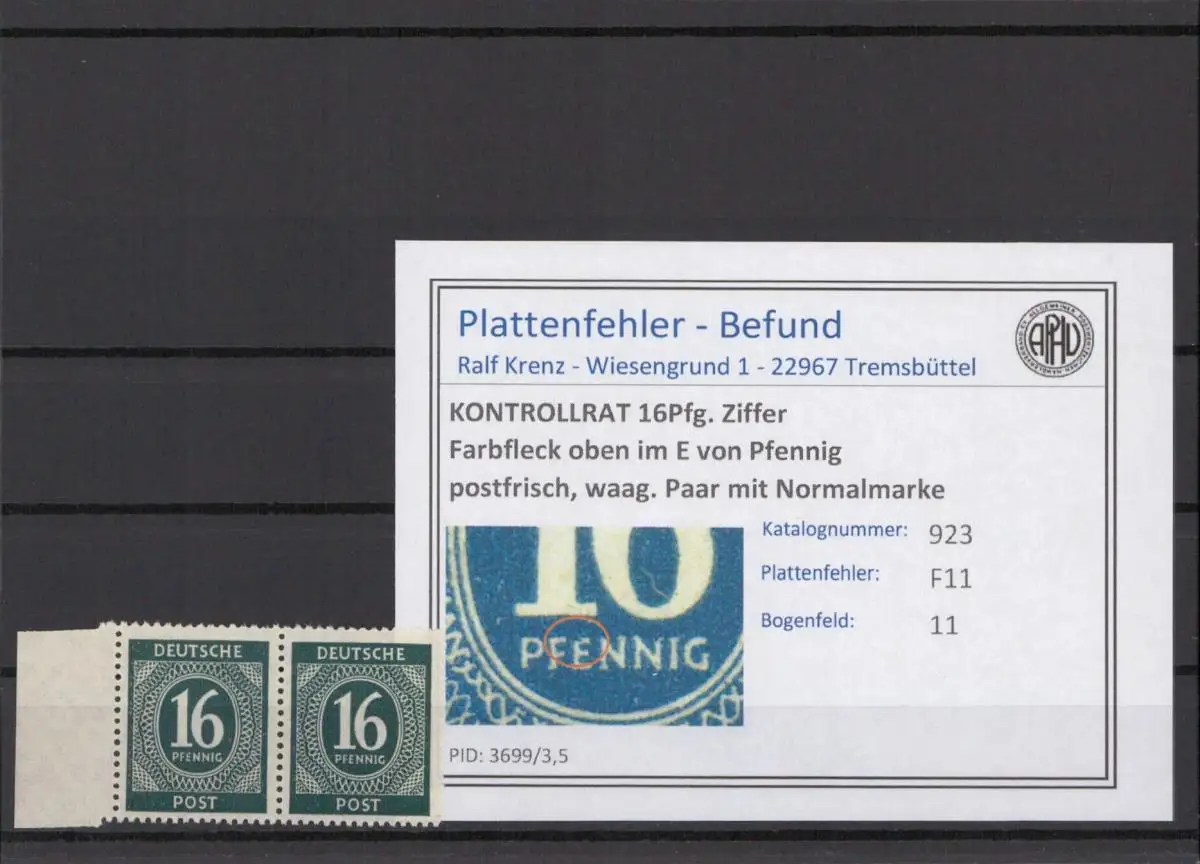 Plattenfehler - Befund
Ralf Krenz - Wiesengrund 1 - 22967 Tremsbüttel
APHV
KONTROLLRAT 16Pfg. Ziffer
Farbfleck oben im E von Pfennig
postfrisch, waag. Paar mit Normalmarke
10
PFENNIG
Katalognummer: 923
Plattenfehler: F11
Bogenfeld: 11
PID: 3699/3,5
DEUTSCHE
16
PFENNIG
POST
DEUTSCHE
16
PFENNIG
POST